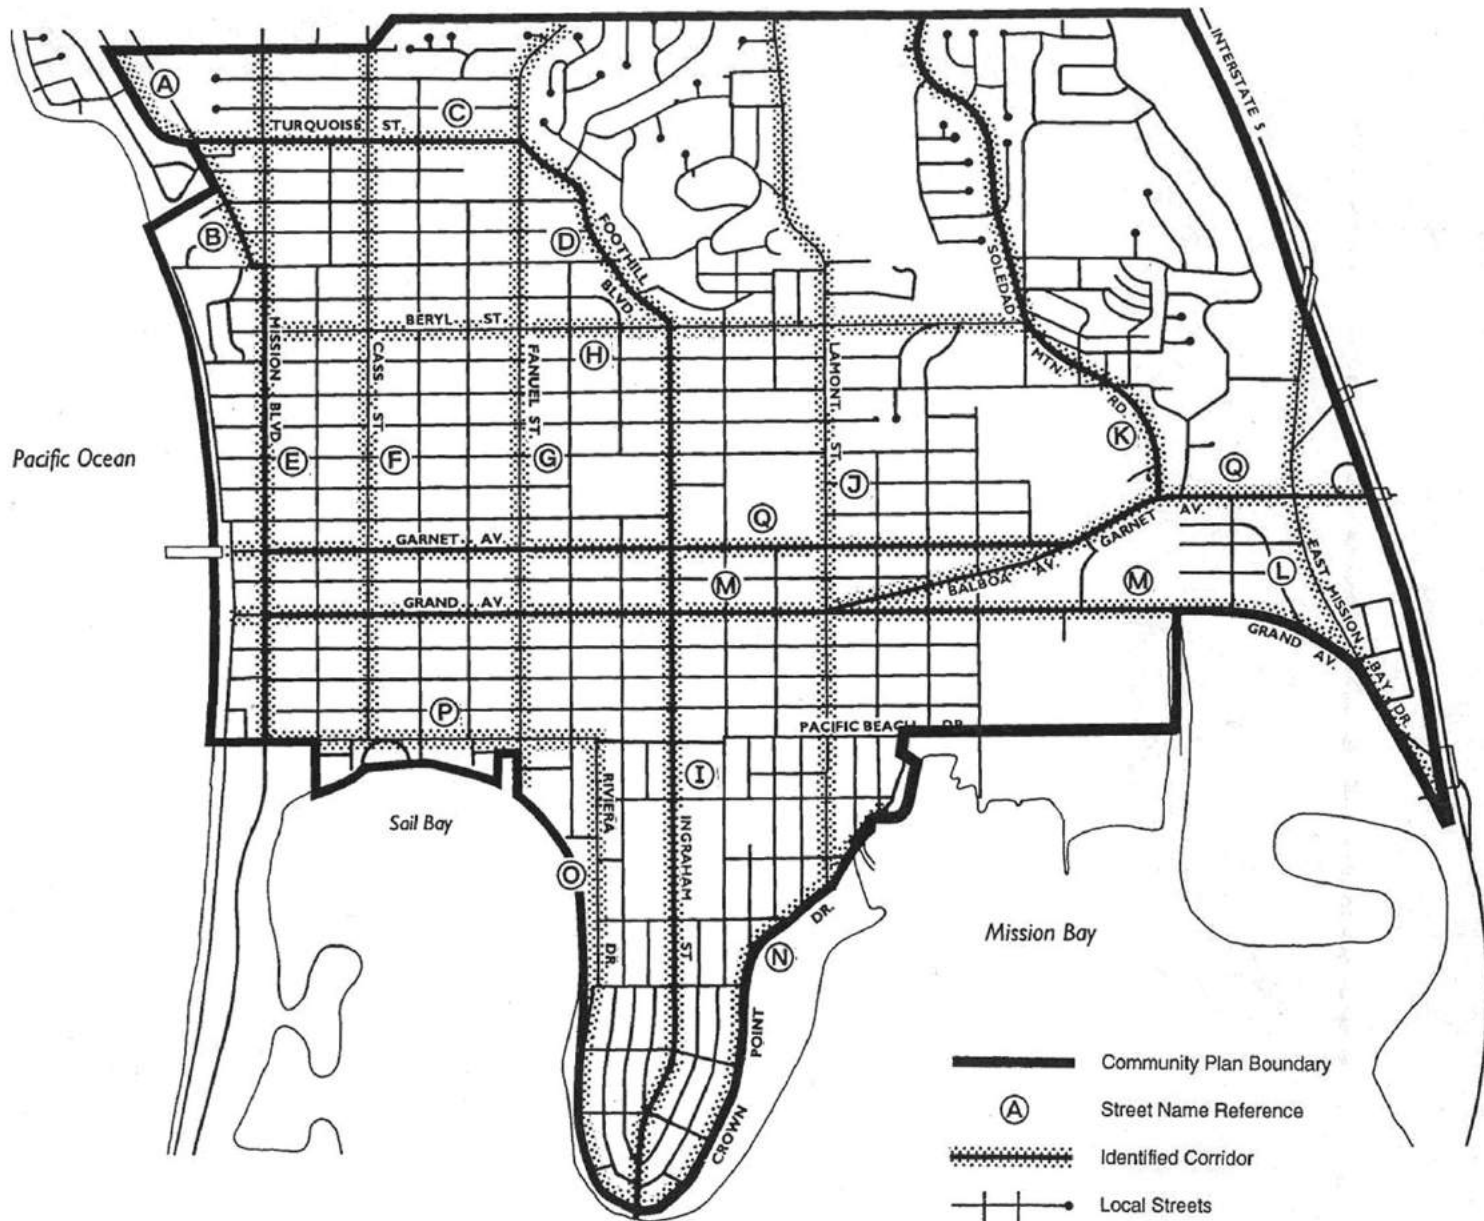 INTERSTATE 5
A
C
TURQUOISE ST.
B
D
FOOTHILL BLVD.
SOLEDAD MTN. RD.
BERYL ST.
MISSION BLVD.
CASS ST.
FANUEL ST.
H
LAMONT ST.
Pacific Ocean
E
F
G
J
K
Q
Q
GARNET AV.
GARNET AV.
BALBOA AV.
M
M
L
EAST MISSION BAY DR.
GRAND AV.
GRAND AV.
P
PACIFIC BEACH DR.
I
RIVIERA DR.
INGRAHAM ST
Sail Bay
O
N
Mission Bay
CROWN POINT DR.
Community Plan Boundary
A Street Name Reference
Identified Corridor
Local Streets